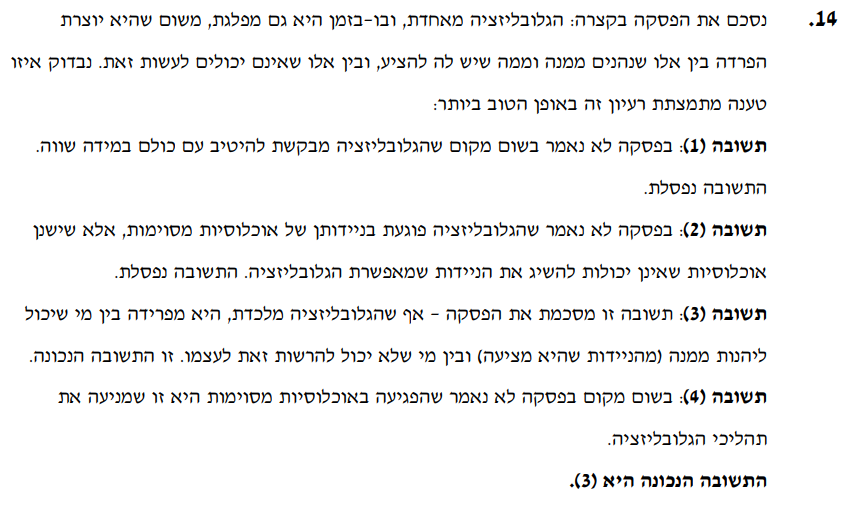 14. נסכם את הפסקה בקצרה: הגלובליזציה מאחדת, ובו-בזמן היא גם מפלגת, משום שהיא יוצרת
הפרדה בין אלו שנהנים ממנה וממה שיש לה להציע, ובין אלו שאינם יכולים לעשות זאת. נבדוק איזו
טענה מתמצתת רעיון זה באופן הטוב ביותר:
תשובה (1): בפסקה לא נאמר בשום מקום שהגלובליזציה מבקשת להיטיב עם כולם במידה שווה.
התשובה נפסלת.
תשובה (2): בפסקה לא נאמר שהגלובליזציה פוגעת בניידותן של אוכלוסיות מסוימות, אלא שישנן
אוכלוסיות שאינן יכולות להשיג את הניידות שמאפשרת הגלובליזציה. התשובה נפסלת.
תשובה (3): תשובה זו מסכמת את הפסקה - אף שהגלובליזציה מלכדת, היא מפרידה בין מי שיכול
ליהנות ממנה (מהניידות שהיא מציעה) ובין מי שלא יכול להרשות זאת לעצמו. זו התשובה הנכונה.
תשובה (4): בשום מקום בפסקה לא נאמר שהפגיעה באוכלוסיות מסוימות היא זו שמניעה את
תהליכי הגלובליזציה.
התשובה הנכונה היא (3).